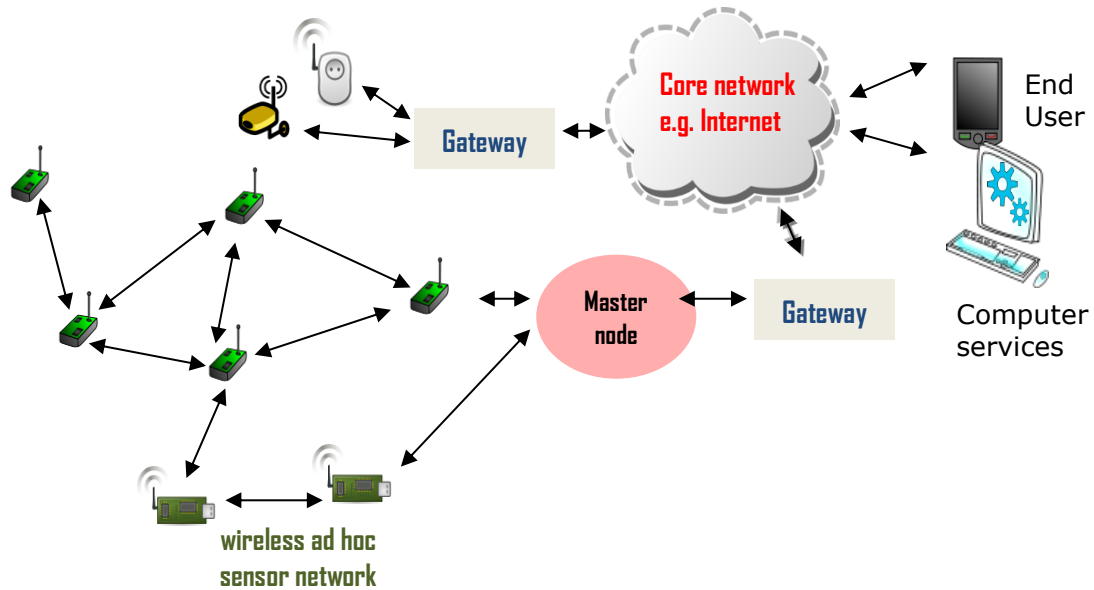 Core network
e.g. Internet
End
User
Gateway
Master
node
Gateway
Computer
services
wireless ad hoc
sensor network